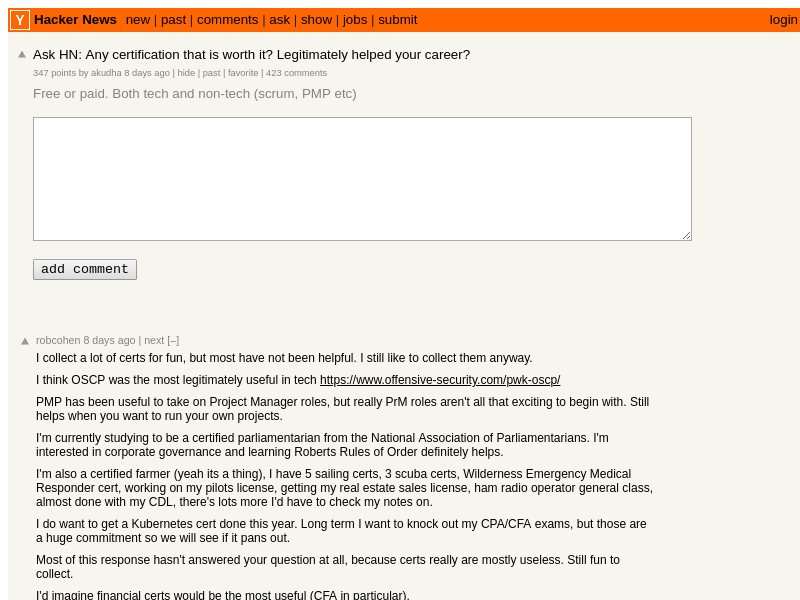 Y Hacker News new | past | comments | ask | show | jobs | submit login
Ask HN: Any certification that is worth it? Legitimately helped your career?
347 points by akudha 8 days ago | hide | past | favorite | 423 comments
Free or paid. Both tech and non-tech (scrum, PMP etc)
add comment
robcohen 8 days ago | next [–]
I collect a lot of certs for fun, but most have not been helpful. I still like to collect them anyway.
I think OSCP was the most legitimately useful in tech https://www.offensive-security.com/pwk-oscp/
PMP has been useful to take on Project Manager roles, but really PrM roles aren't all that exciting to begin with. Still
helps when you want to run your own projects.
I'm currently studying to be a certified parliamentarian from the National Association of Parliamentarians. I'm
interested in corporate governance and learning Roberts Rules of Order definitely helps.
I'm also a certified farmer (yeah its a thing), I have 5 sailing certs, 3 scuba certs, Wilderness Emergency Medical
Responder cert, working on my pilots license, getting my real estate sales license, ham radio operator general class,
almost done with my CDL, there's lots more I'd have to check my notes on.
I do want to get a Kubernetes cert done this year. Long term I want to knock out my CPA/CFA exams, but those are
a huge commitment so we will see if it pans out.
Most of this response hasn't answered your question at all, because certs really are mostly useless. Still fun to
collect.
I'd imagine financial certs would be the most useful (CFA in particular).